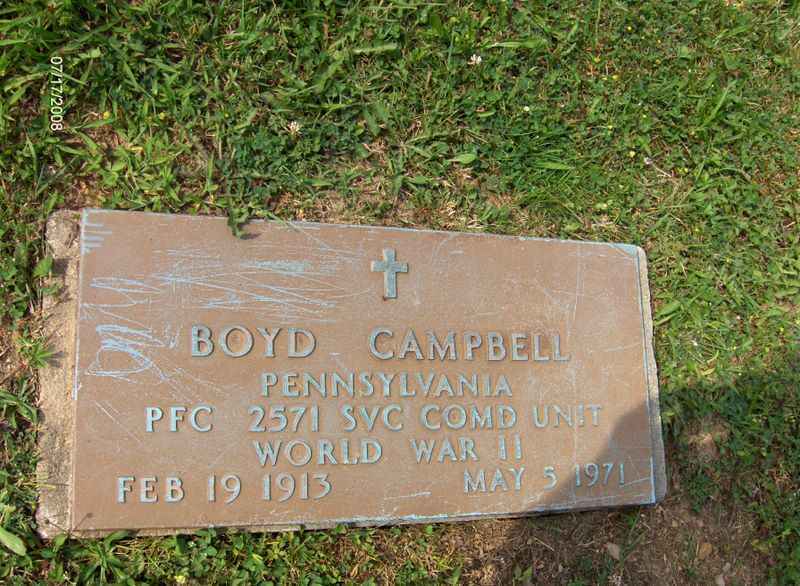 07/17/2008
BOYD CAMPBELL
PENNSYLVANIA
PFC 2571 SVC COMD UNIT
WORLD WAR II
FEB 19 1913 MAY 5 1971